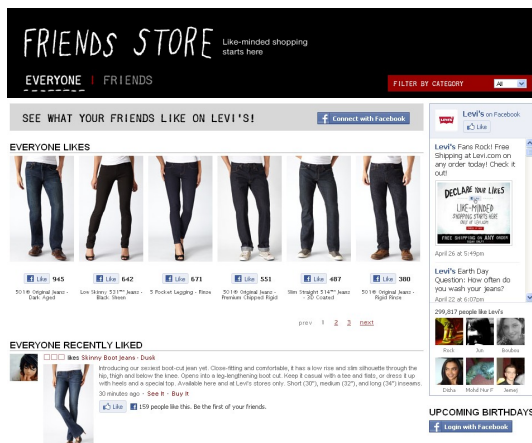 FRIENDS STORE
Like-minded shopping
starts here
EVERYONE | FRIENDS
FILTER BY CATEGORY
All
SEE WHAT YOUR FRIENDS LIKE ON LEVI'S!
Connect with Facebook
EVERYONE LIKES
Like 945
Like 642
Like 671
Like 551
Like 487
Like 380
501® Original Jeans -
Dark Aged
Low Skinny 531™ Jeans -
Black Sheen
5 Pocket Legging - Rinse
501® Original Jeans -
Premium Chipped Rigid
Slim Straight 514™ Jeans
- 3D Coated
501® Original Jeans -
Rigid Rinse
prev 1 2 3 next
EVERYONE RECENTLY LIKED
likes Skinny Boot Jeans - Dusk
Introducing our sexiest boot-cut jean yet. Close-fitting and comfortable, it has a low rise and slim silhouette through the
hip, thigh and below the knee. Opens into a leg-lengthening boot cut. Keep it casual with a tee and flats, or dress it up
with heels and a special top. Available here and at Levi's stores only. Short (30"), medium (32"), and long (34") inseams.
30 minutes ago - See It - Buy It
Like 159 people like this. Be the first of your friends.
Levi's
Levi's on Facebook
Like
Levi's Fans Rock! Free
Shipping at Levi.com on
any order today! Check it
out!
DECLARE YOUR LIKES
LIKE-MINDED
SHOPPING STARTS HERE
FREE SHIPPING ON ANY ORDER
April 26 at 5:49pm
Levi's Earth Day
Question: How often do
you wash your jeans?
April 22 at 6:07pm
299,817 people like Levi's
Rock
Jun
Boubou
Disha
Mohd Nur F
Jamej
UPCOMING BIRTHDAYS
Login with Facebook